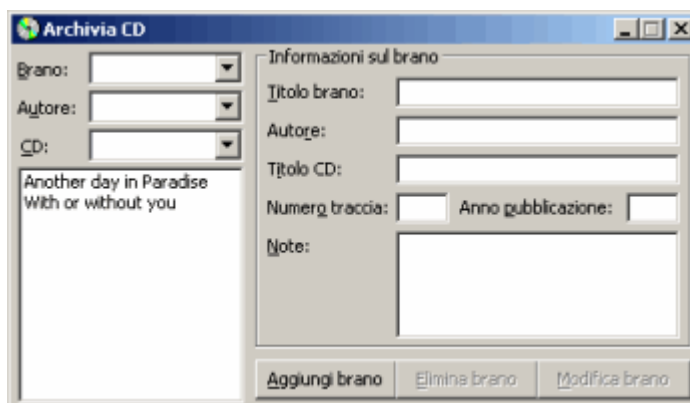 Archivia CD
Brano:
Autore:
CD:
Another day in Paradise
With or without you
Informazioni sul brano
Titolo brano:
Autore:
Titolo CD:
Numero traccia: Anno pubblicazione:
Note:
Aggiungi brano Elimina brano Modifica brano